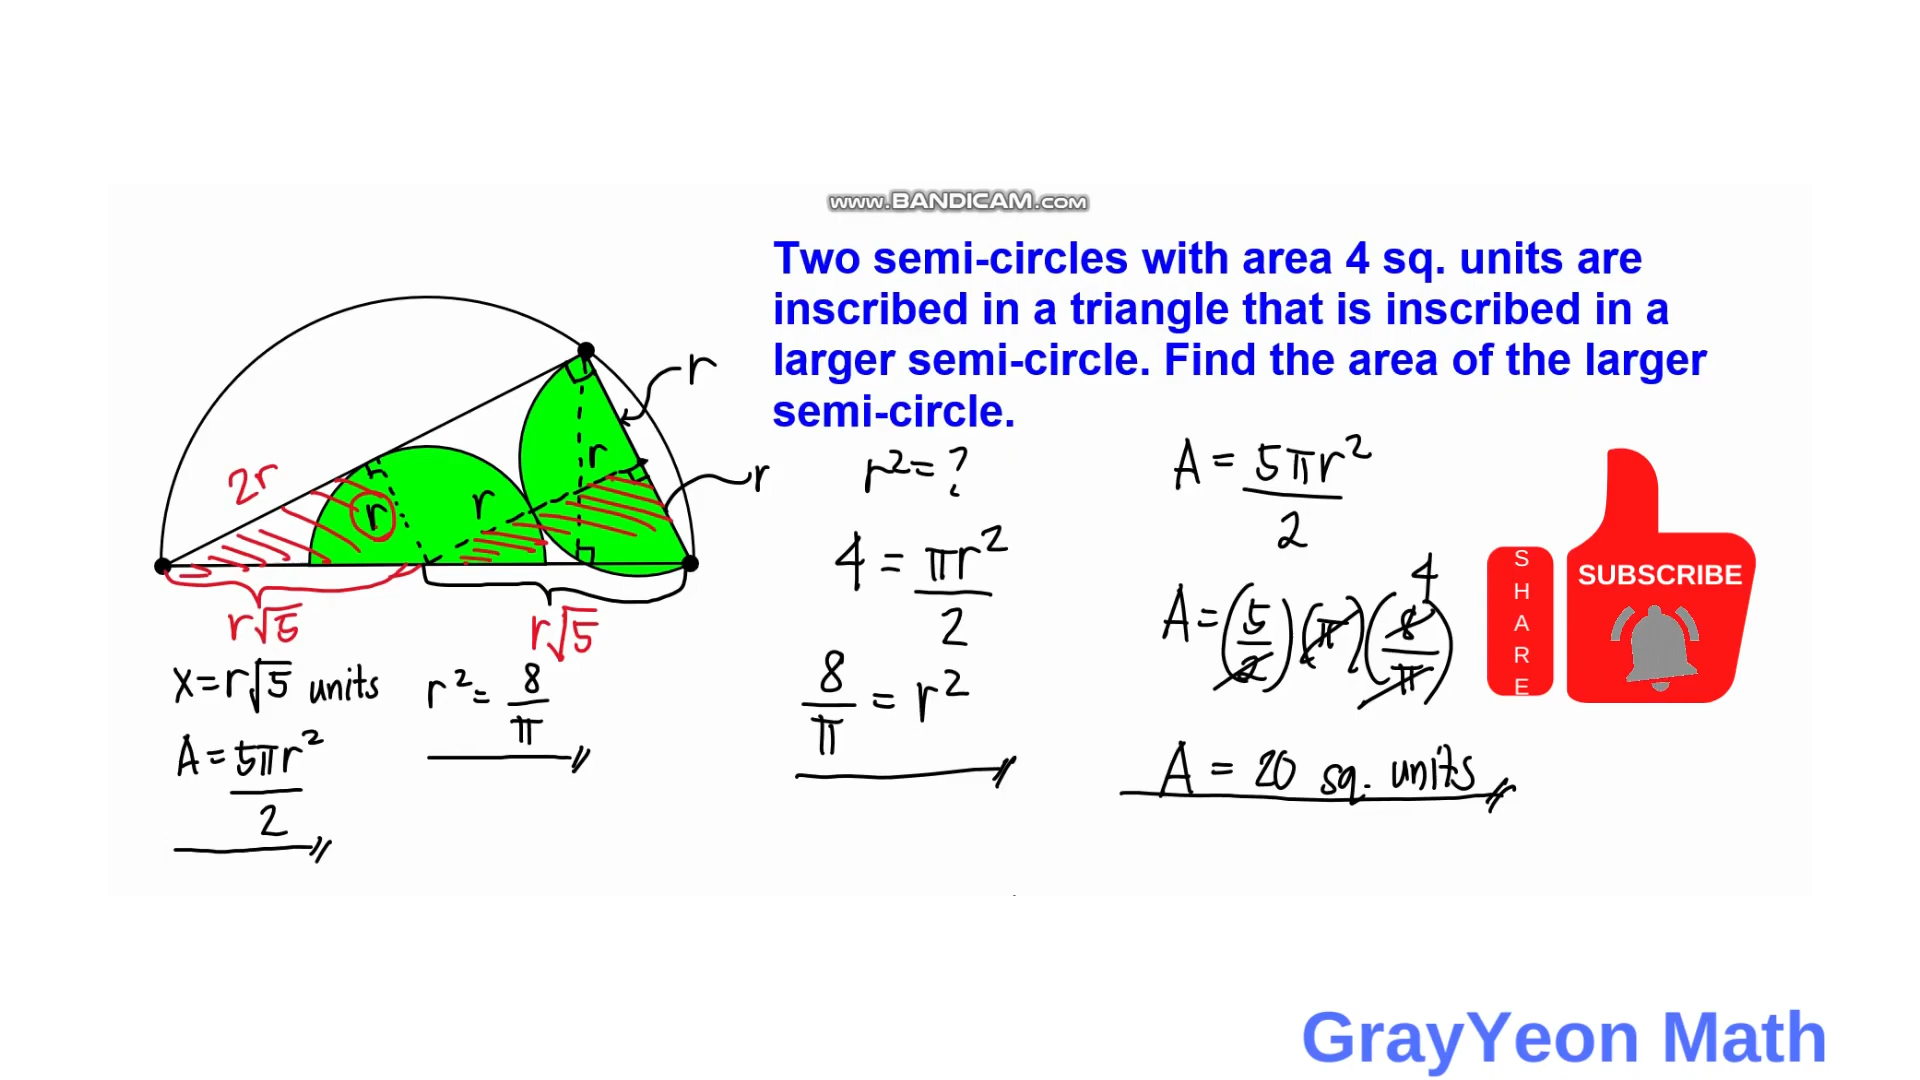 www.BANDICAM.com
Two semi-circles with area 4 sq. units are
inscribed in a triangle that is inscribed in a
larger semi-circle. Find the area of the larger
semi-circle.
r
r
r
r
2r
r
r√5
r√5
x=r√5 units
A=5πr²
2
r²=8
π
r²=?
4=πr²
2
8=r²
π
A=5πr²
2
4
A=(5/2)(π)(8/π)
A = 20 sq. units
SHARE
SUBSCRIBE
GrayYeon Math